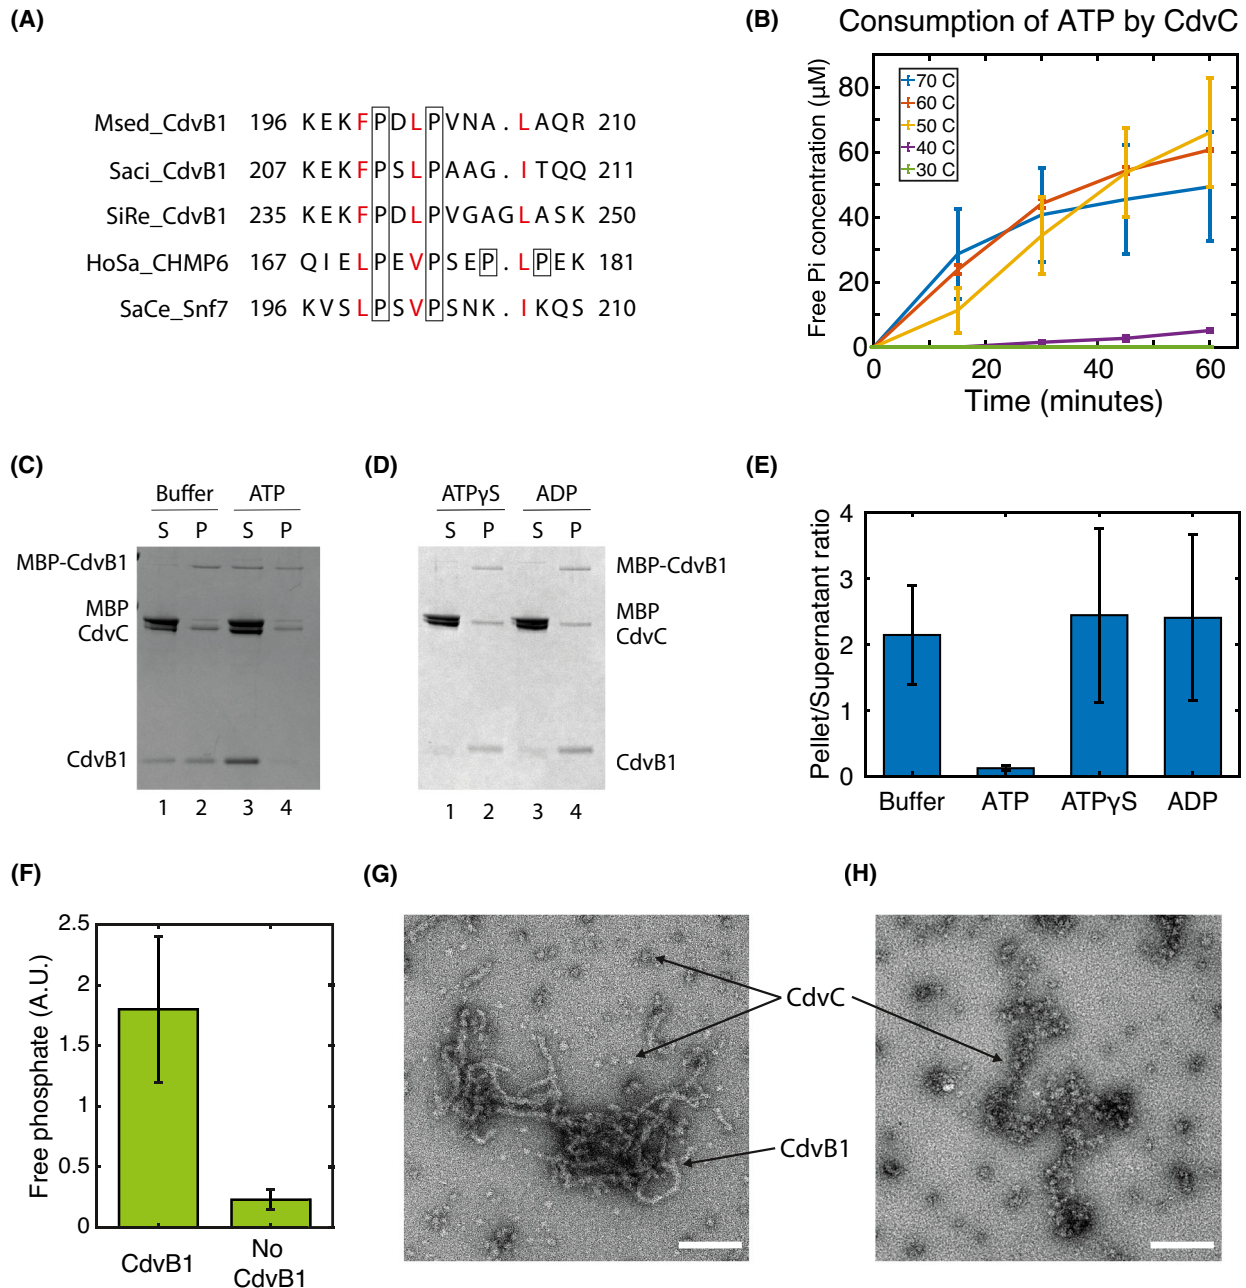 (A)
Msed_CdvB1 196 KEKFPDLPVNA.LAQR 210
Saci_CdvB1 207 KEKFPSLPAAG.ITQQ 211
SiRe_CdvB1 235 KEKFPDLPVGAGLASK 250
HoSa_CHMP6 167 QIELPEVPSEP.LPEK 181
SaCe_Snf7 196 KVSLPSVPSNK.IKQS 210
(B)
Consumption of ATP by CdvC
Free Pi concentration (μM)
80
60
40
20
0
70 C
60 C
50 C
40 C
30 C
0 20 40 60
Time (minutes)
(C)
Buffer ATP
S P S P
MBP-CdvB1
MBP
CdvC
CdvB1
1 2 3 4
(D)
ATPγS ADP
S P S P
MBP-CdvB1
MBP
CdvC
CdvB1
1 2 3 4
(E)
Pellet/Supernatant ratio
4
3
2
1
0
Buffer ATP ATPγS ADP
(F)
Free phosphate (A.U.)
2.5
2
1.5
1
0.5
0
CdvB1 No
CdvB1
(G)
CdvC
CdvB1
(H)